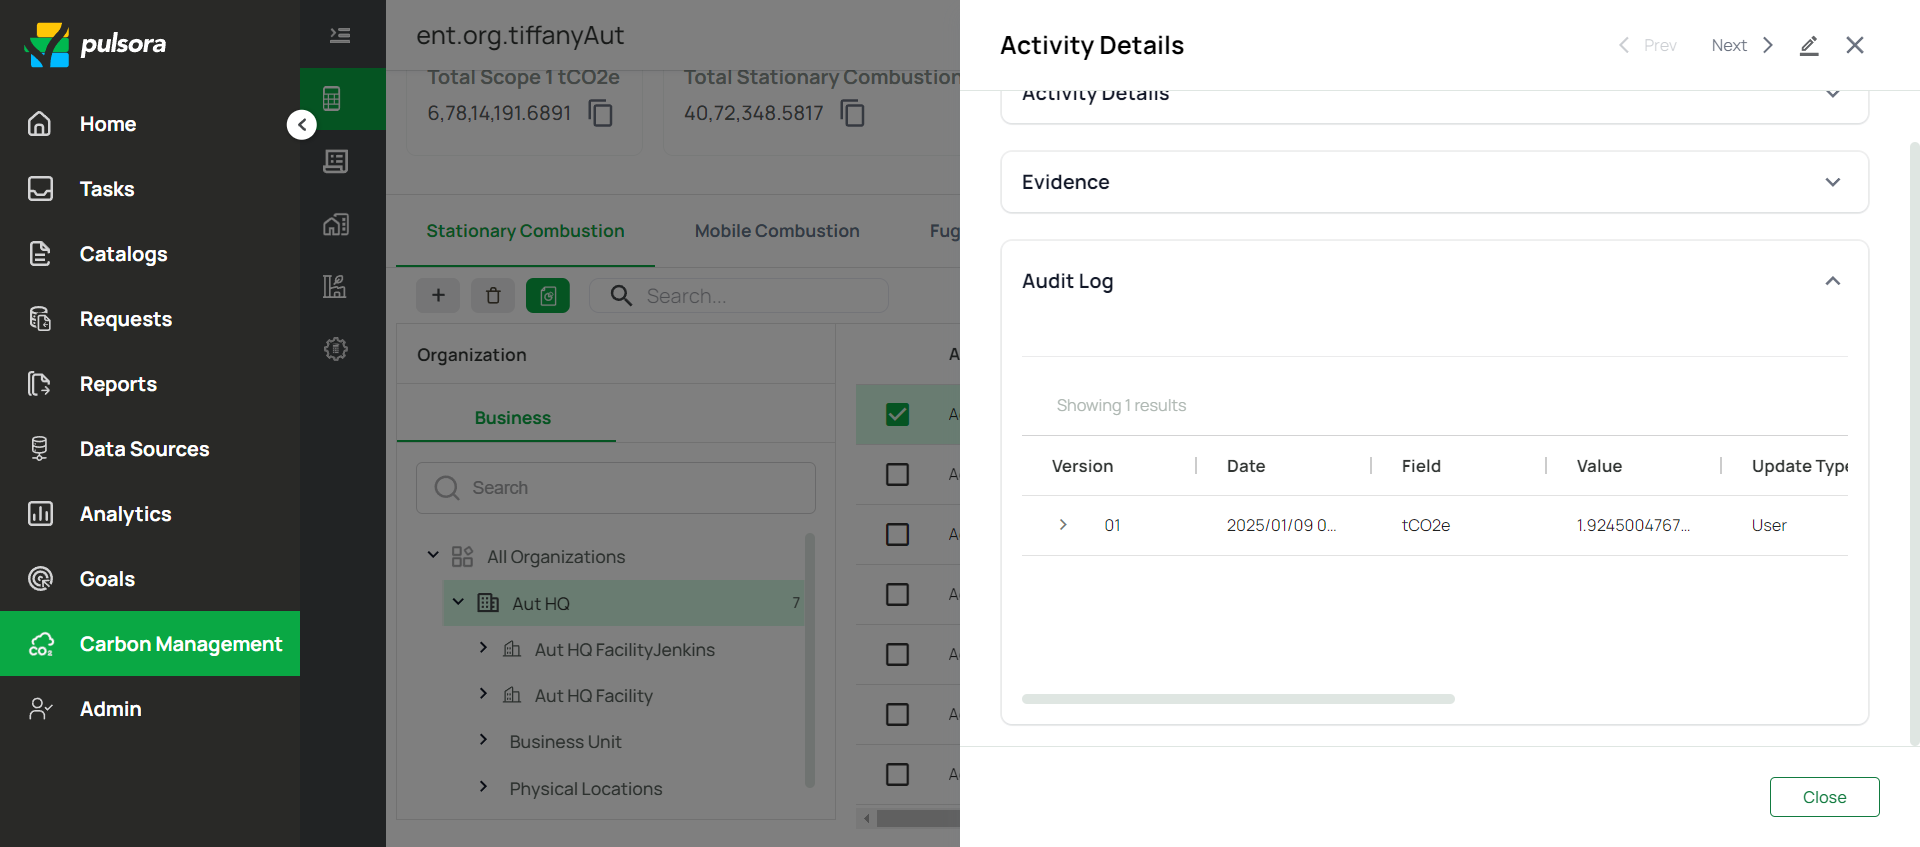 pulsora
Home
Tasks
Catalogs
Requests
Reports
Data Sources
Analytics
Goals
Carbon Management
Admin
ent.org.tiffanyAut
Total Scope 1 tCO2e
6,78,14,191.6891
Total Stationary Combustion
40,72,348.5817
Stationary Combustion
Mobile Combustion
Fug
Search...
Organization
Business
Search
All Organizations
Aut HQ 7
Aut HQ FacilityJenkins
Aut HQ Facility
Business Unit
Physical Locations
A
A
A
A
A
A
A
A
Activity Details
Prev
Next
Activity Details
Evidence
Audit Log
Showing 1 results
Version Date Field Value Update Type
01 2025/01/09 0... tCO2e 1.9245004767... User
Close